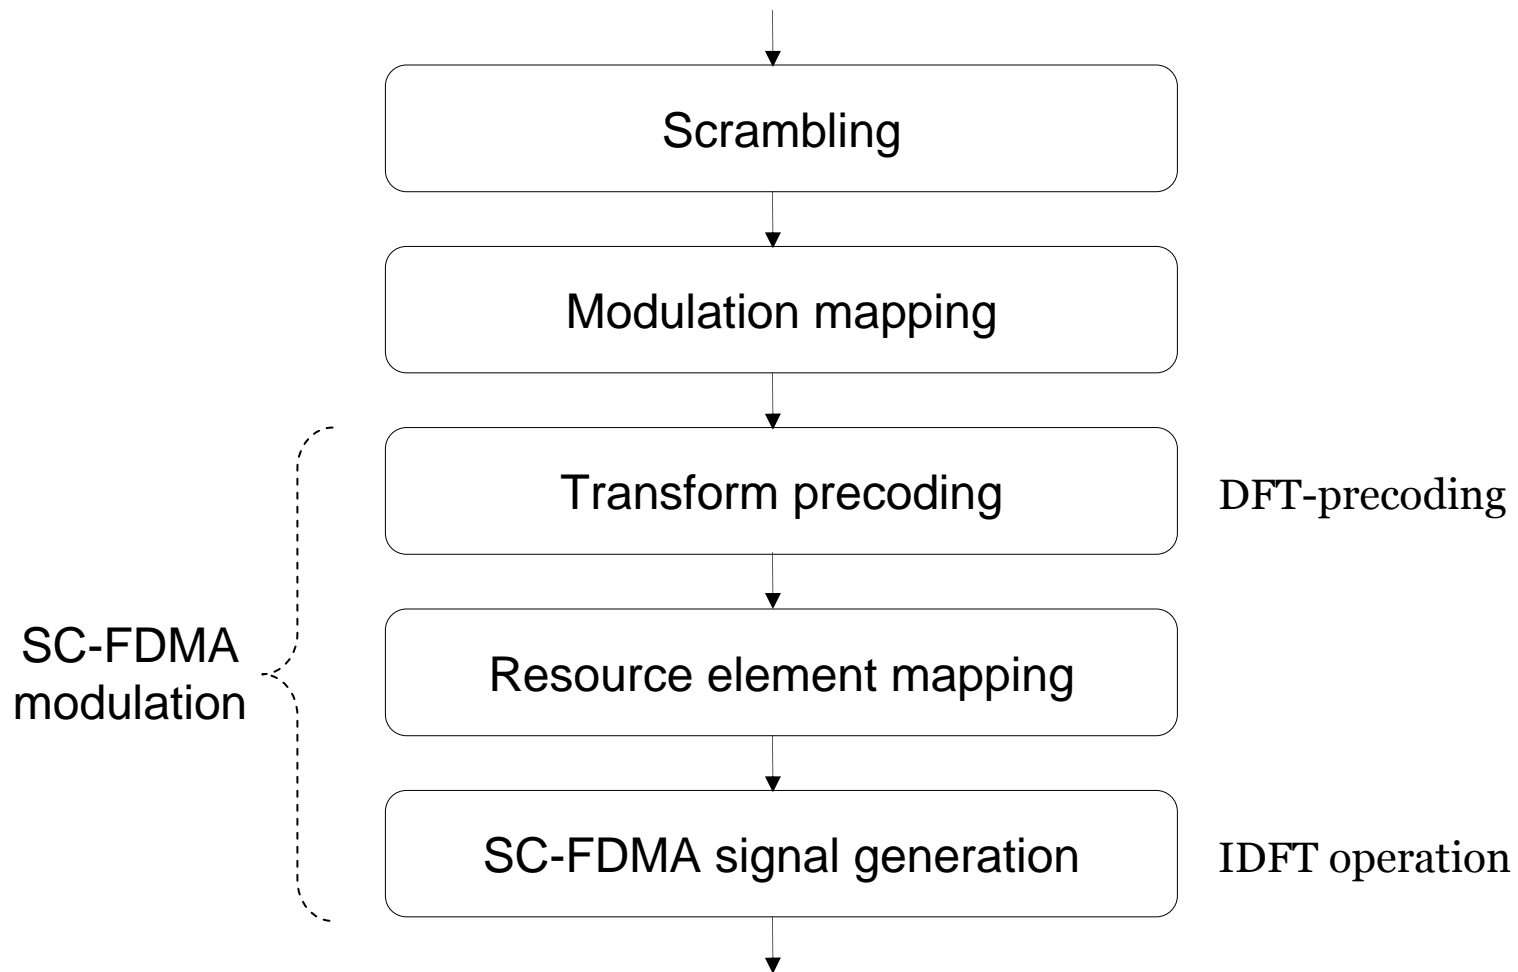 Scrambling
Modulation mapping
Transform precoding
DFT-precoding
SC-FDMA
modulation
Resource element mapping
SC-FDMA signal generation
IDFT operation